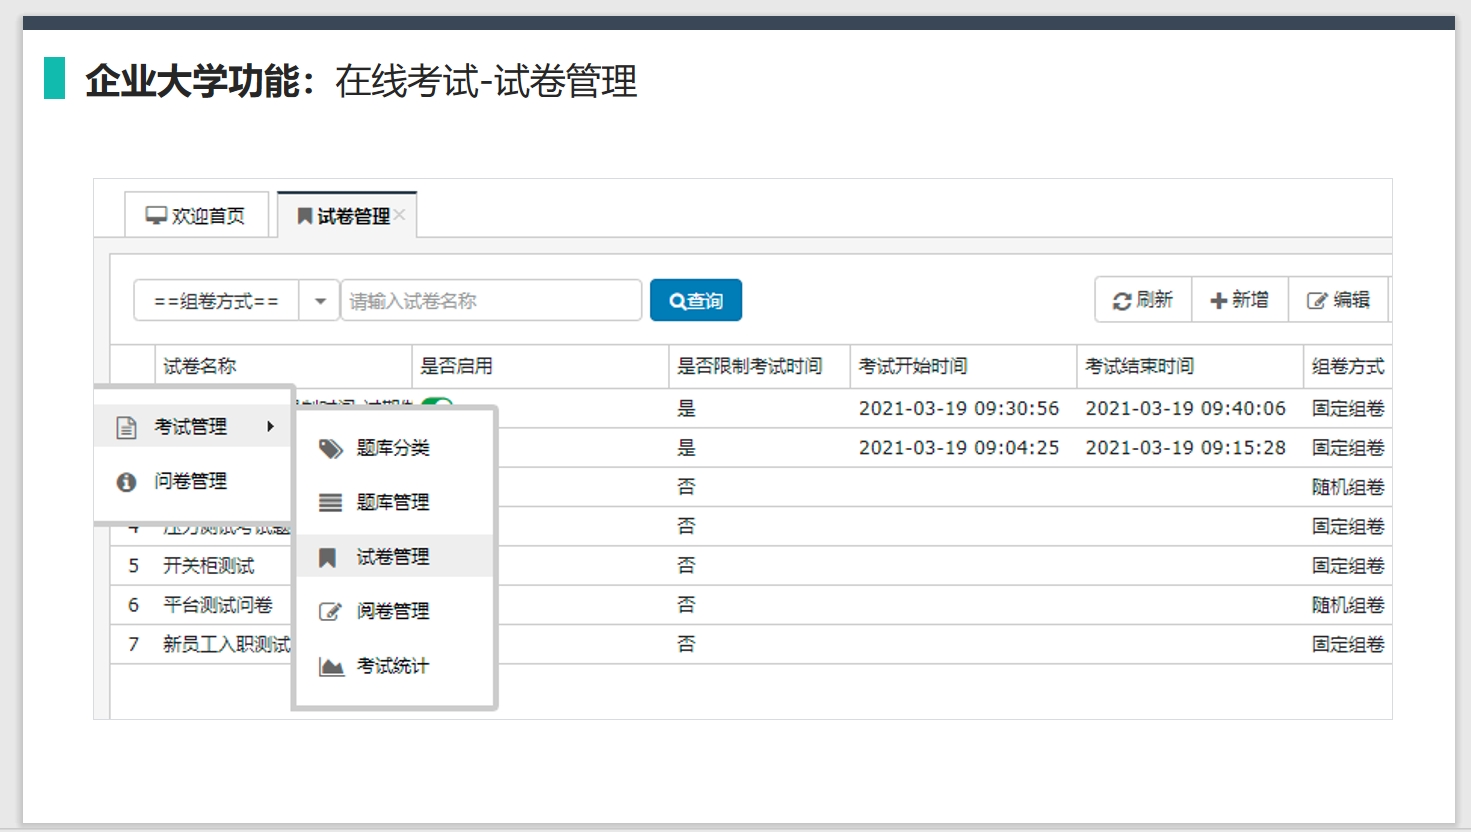 企业大学功能：在线考试-试卷管理
欢迎首页 试卷管理
==组卷方式== 请输入试卷名称 查询 刷新 新增 编辑
试卷名称 是否启用 是否限制考试时间 考试开始时间 考试结束时间 组卷方式
是 2021-03-19 09:30:56 2021-03-19 09:40:06 固定组卷
考试管理
是 2021-03-19 09:04:25 2021-03-19 09:15:28 固定组卷
题库分类
问卷管理
否 随机组卷
题库管理
4 压力测试考试题 否 固定组卷
试卷管理
5 开关柜测试 否 固定组卷
6 平台测试问卷 否 随机组卷
阅卷管理
7 新员工入职测试 否 固定组卷
考试统计